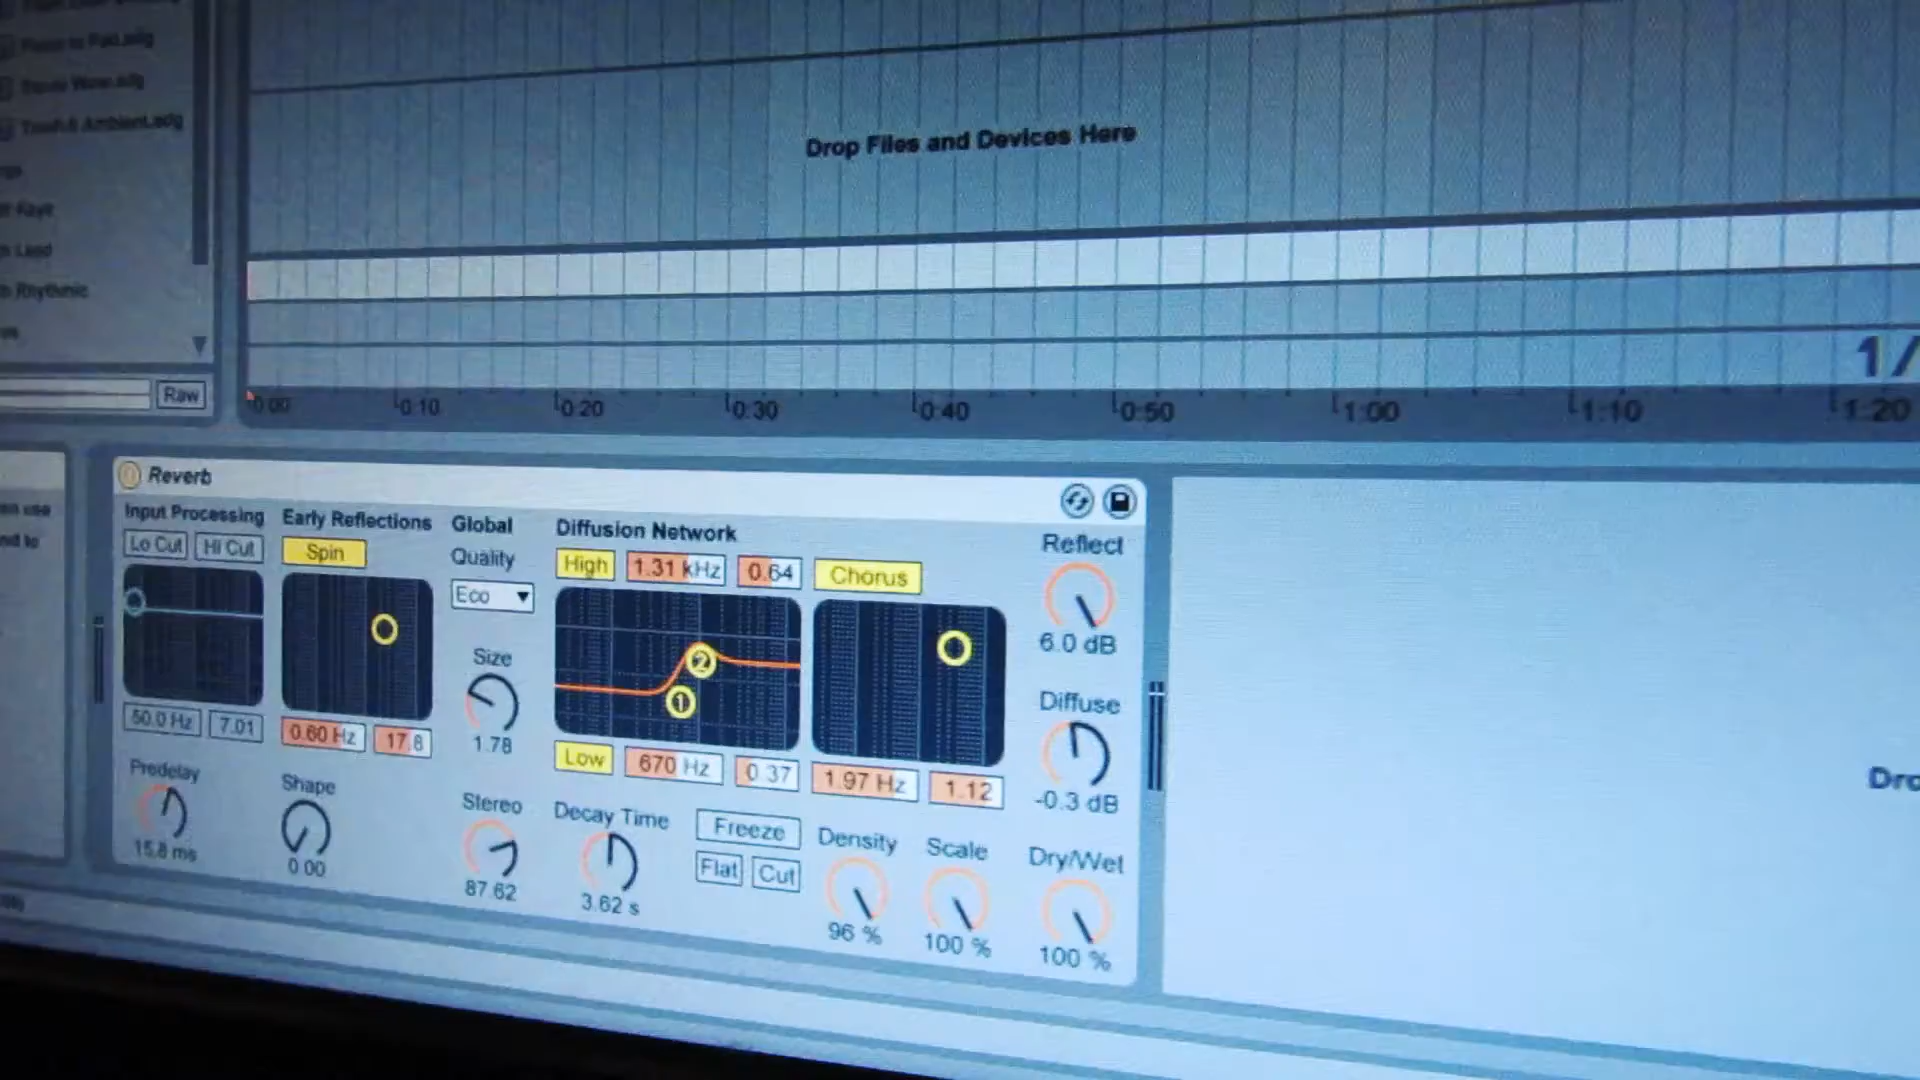 Drop Files and Devices Here
Raw
1/
0:00
0:10
0:20
0:30
0:40
0:50
1:00
1:10
1:20
Reverb
Input Processing
Lo Cut
Hi Cut
50.0 Hz
7.01
Predelay
15.8 ms
Early Reflections
Spin
0.60 Hz
17.8
Shape
0.00
Global
Quality
Eco
Size
1.78
Stereo
87.62
Diffusion Network
High
1.31 kHz
0.64
2
1
Low
670 Hz
0.37
Decay Time
3.62 s
Freeze
Flat
Cut
Chorus
1.97 Hz
1.12
Density
96 %
Scale
100 %
Reflect
6.0 dB
Diffuse
-0.3 dB
Dry/Wet
100 %
Dro